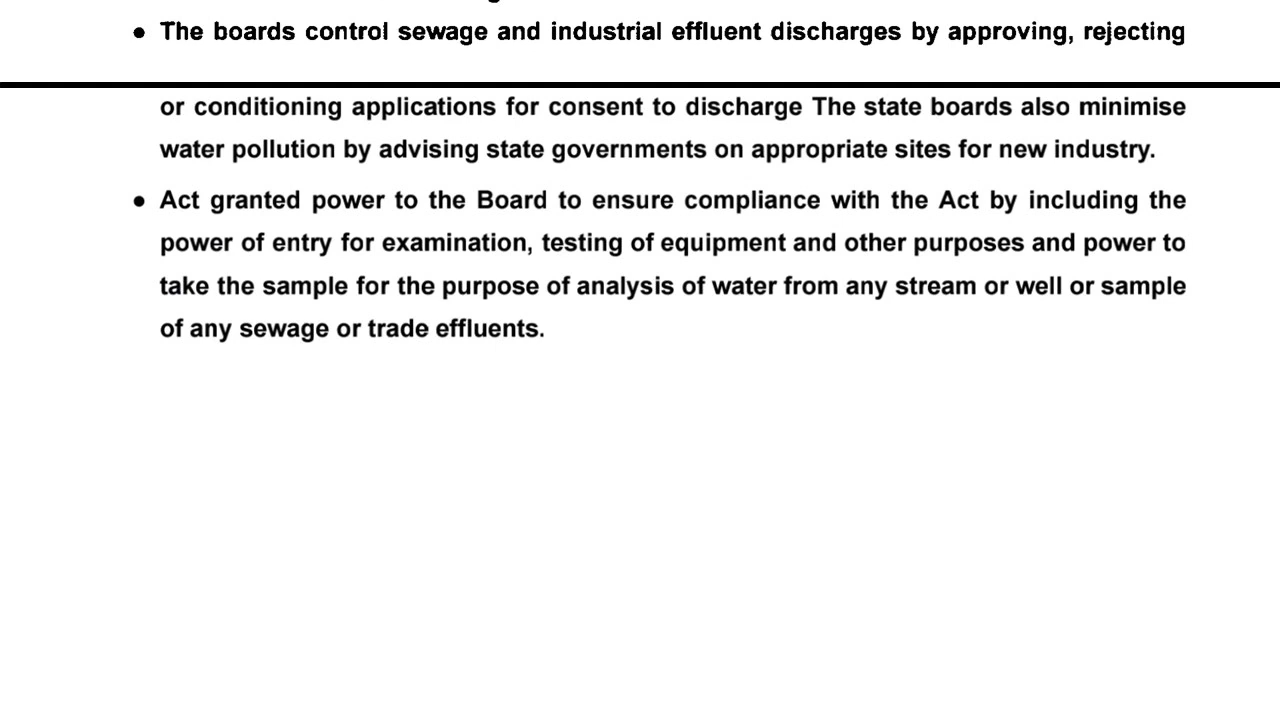 • The boards control sewage and industrial effluent discharges by approving, rejecting
or conditioning applications for consent to discharge The state boards also minimise
water pollution by advising state governments on appropriate sites for new industry.
• Act granted power to the Board to ensure compliance with the Act by including the
power of entry for examination, testing of equipment and other purposes and power to
take the sample for the purpose of analysis of water from any stream or well or sample
of any sewage or trade effluents.